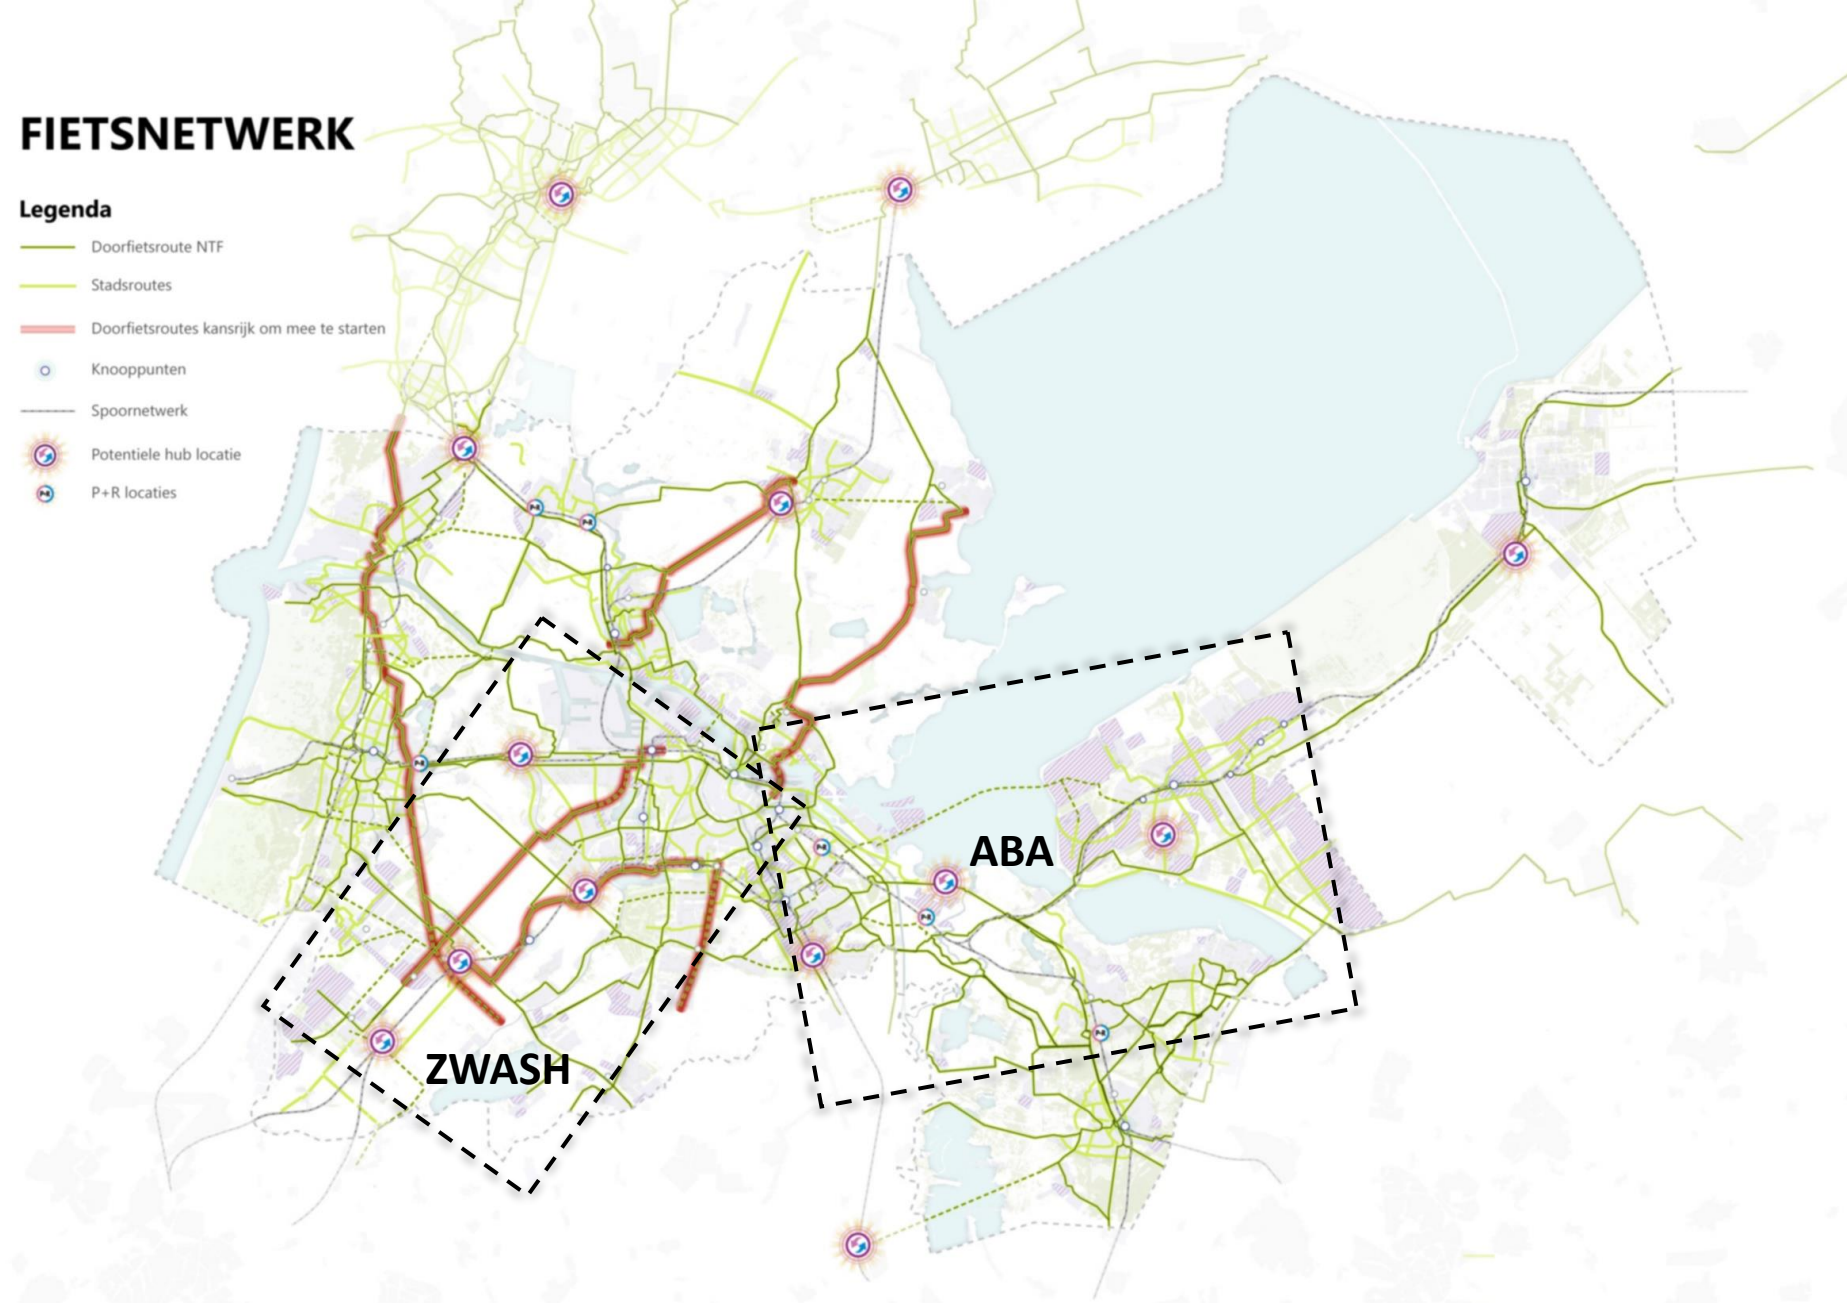 FIETSNETWERK
Legenda
Doorfietsroute NTF
Stadsroutes
Doorfietsroutes kansrijk om mee te starten
Knooppunten
Spoornetwerk
Potentiele hub locatie
P+R locaties
ABA
ZWASH